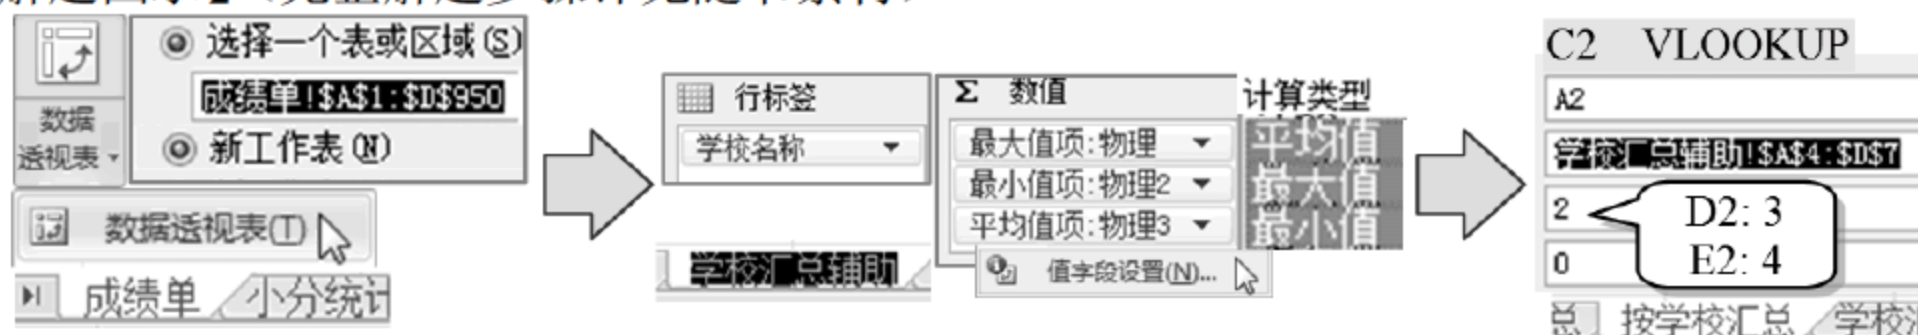 选择一个表或区域(S)
成绩单!$A$1:$D$950
新工作表(N)
数据
透视表
数据透视表(T)
成绩单 小分统计
行标签
学校名称
学校汇总辅助
Σ 数值
最大值项:物理
最小值项:物理2
平均值项:物理3
值字段设置(N)...
计算类型
平均值
最大值
最小值
C2 VLOOKUP
A2
学校汇总辅助!$A$4:$D$7
2
D2: 3
E2: 4
0
总 按学校汇总 学校